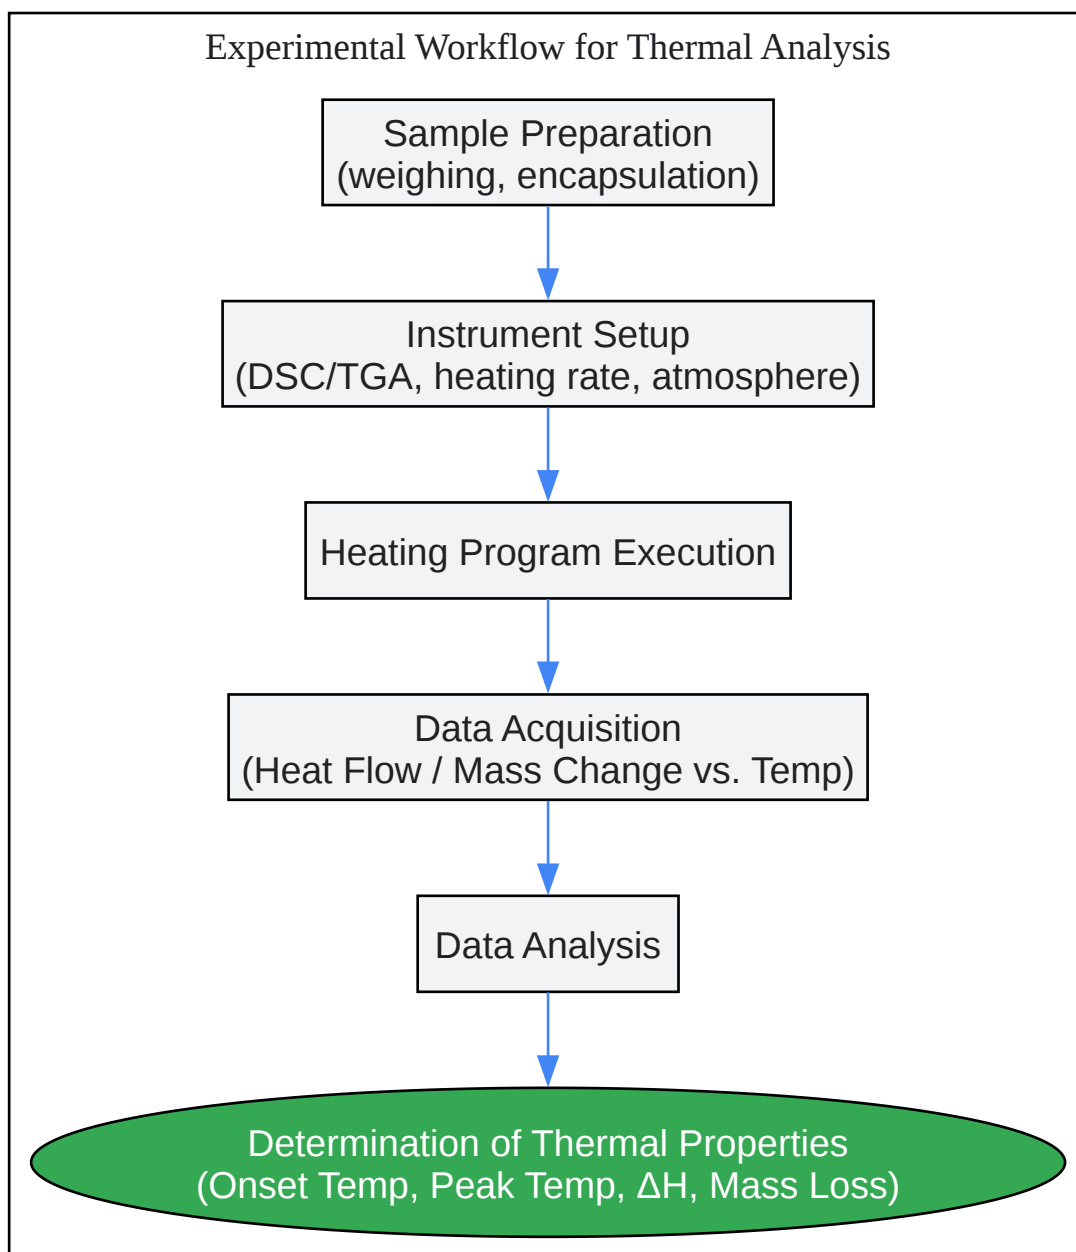 Experimental Workflow for Thermal Analysis
Sample Preparation
(weighing, encapsulation)
Instrument Setup
(DSC/TGA, heating rate, atmosphere)
Heating Program Execution
Data Acquisition
(Heat Flow / Mass Change vs. Temp)
Data Analysis
Determination of Thermal Properties
(Onset Temp, Peak Temp, ΔH, Mass Loss)